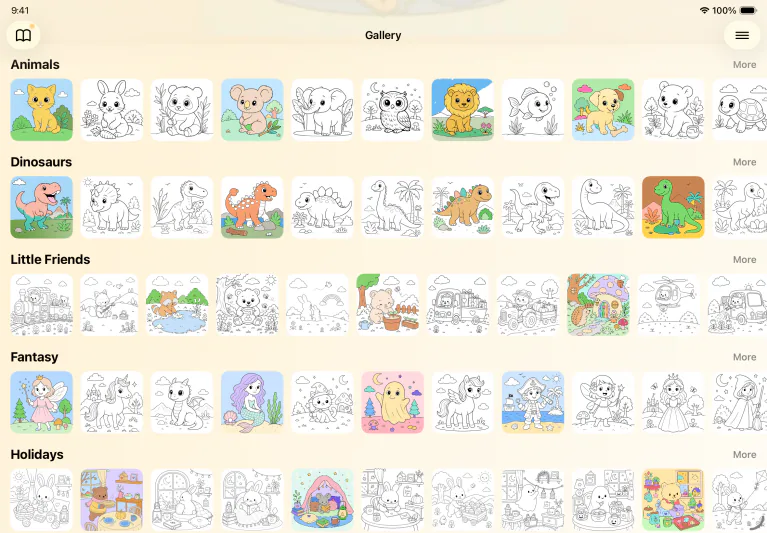 9:41
100%
Gallery
Animals
More
Dinosaurs
More
Little Friends
More
Fantasy
More
Holidays
More